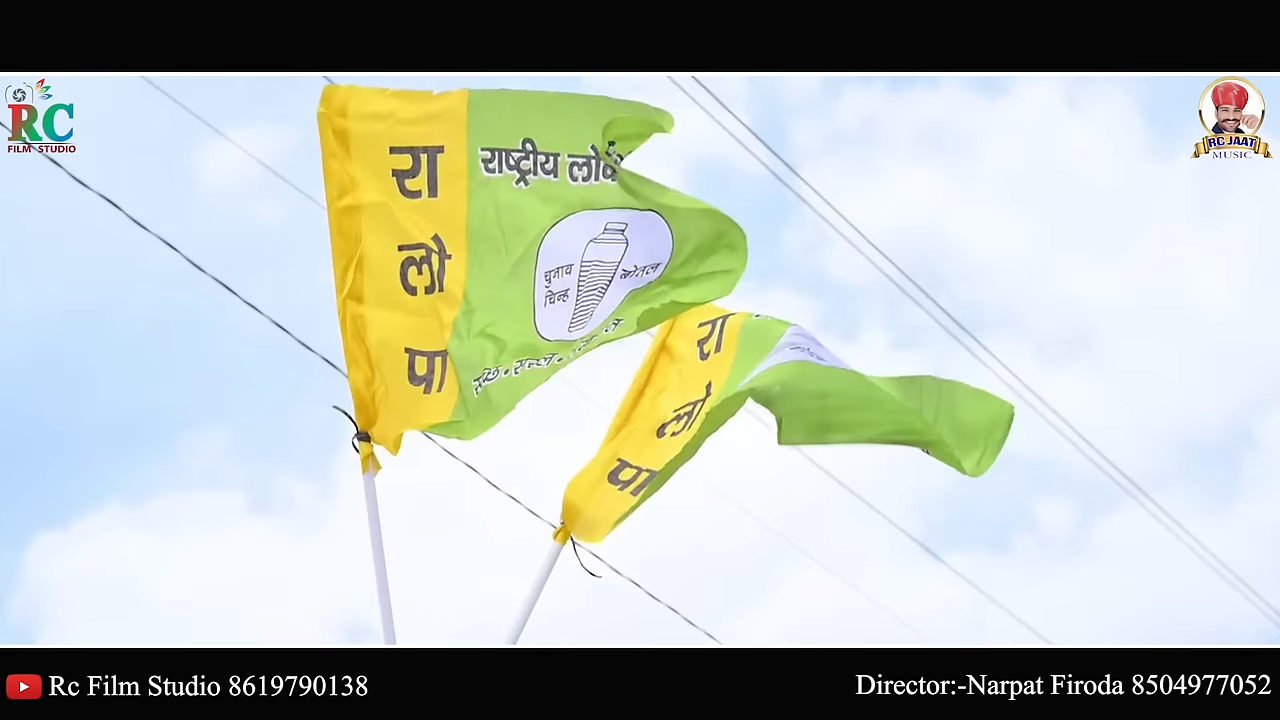 RC
FILM STUDIO
RC JAAT
MUSIC
रा
लो
पा
राष्ट्रीय
चुनाव
चिन्ह
बोतल
रा
लो
पा
Rc Film Studio 8619790138
Director:-Narpat Firoda 8504977052